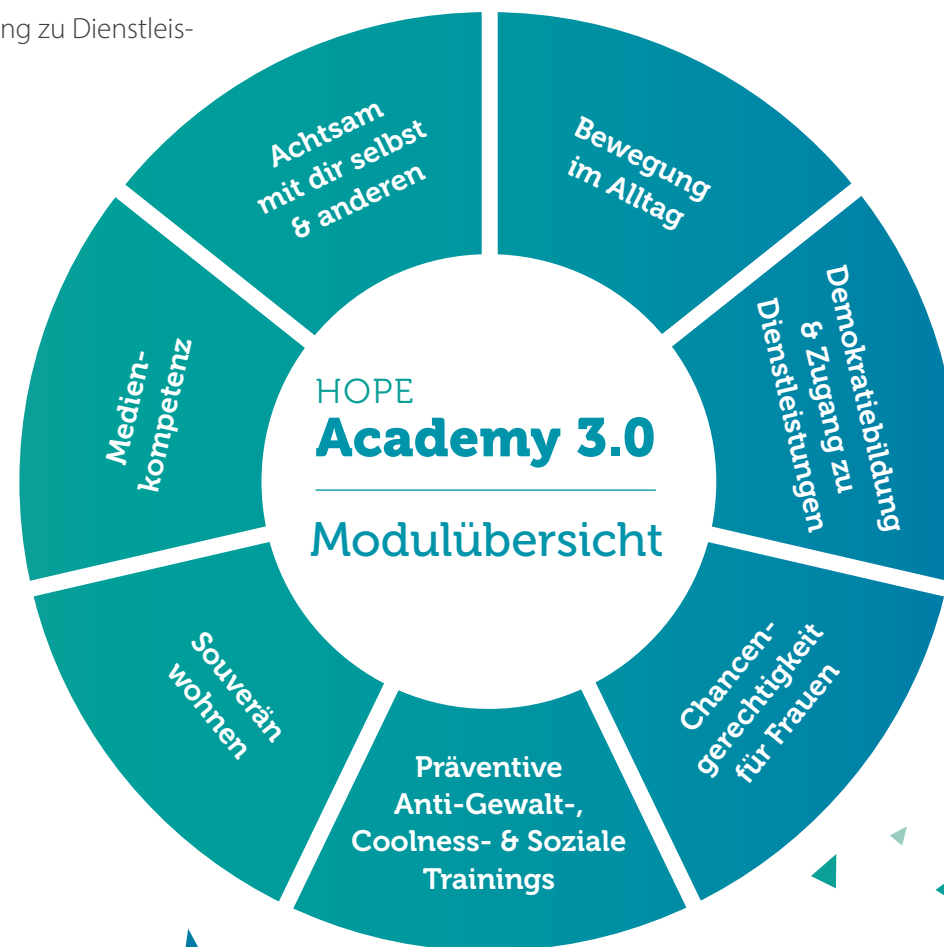 ng zu Dienstleis-
Achtsam
mit dir selbst
& anderen
Bewegung
im Alltag
Demokratiebildung
& Zugang zu
Dienstleistungen
Chancen-
gerechtigkeit
für Frauen
Präventive
Anti-Gewalt-,
Coolness- & Soziale
Trainings
Souverän
wohnen
Medien-
kompetenz
HOPE
Academy 3.0
Modulübersicht